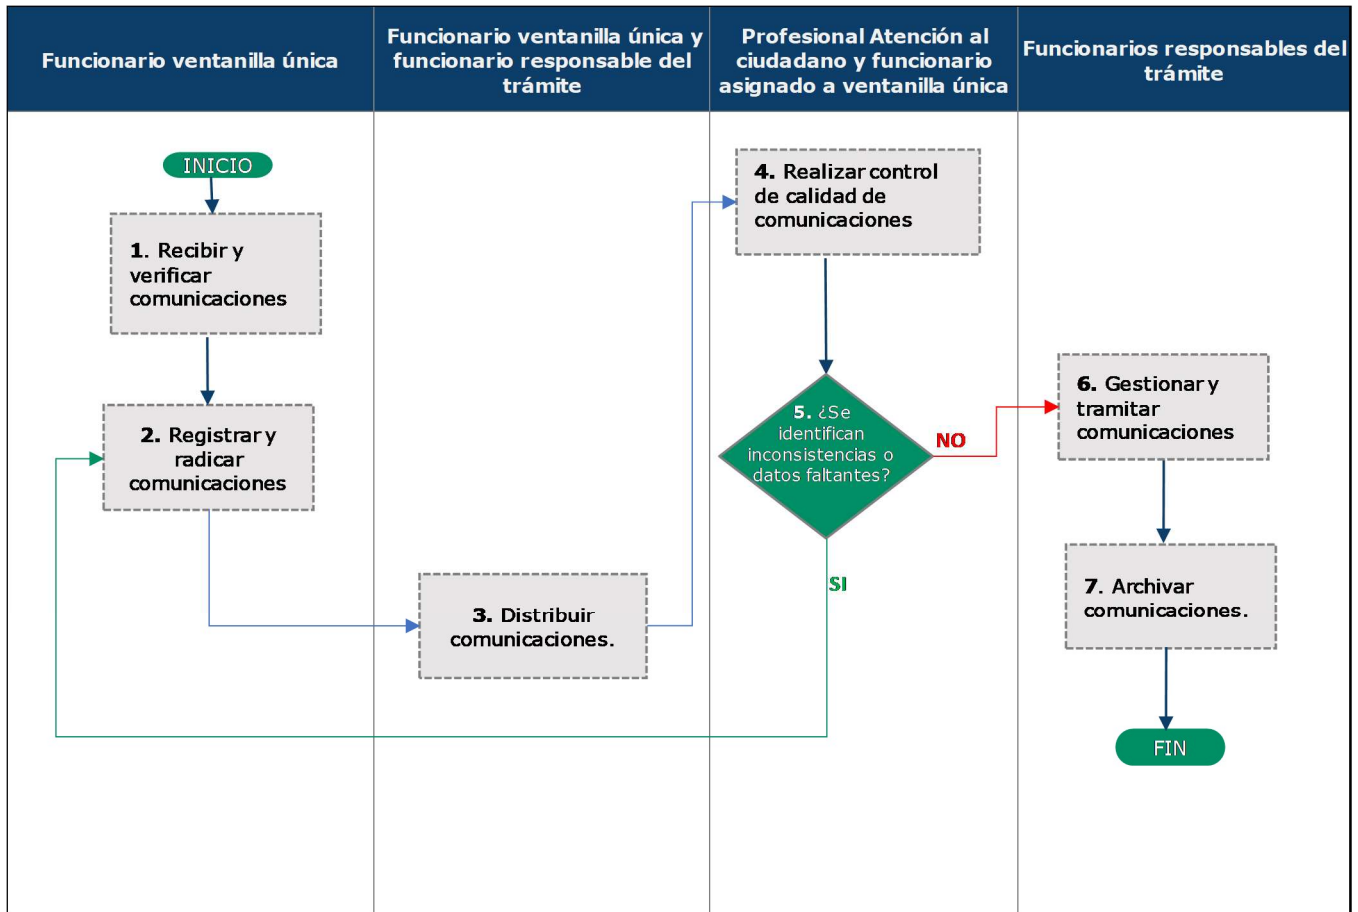 Funcionario ventanilla única
Funcionario ventanilla única y
funcionario responsable del
trámite
Profesional Atención al
ciudadano y funcionario
asignado a ventanilla única
Funcionarios responsables del
trámite
INICIO
1. Recibir y
verificar
comunicaciones
2. Registrar y
radicar
comunicaciones
3. Distribuir
comunicaciones.
4. Realizar control
de calidad de
comunicaciones
5. ¿Se
identifican
inconsistencias o
datos faltantes?
NO
SI
6. Gestionar y
tramitar
comunicaciones
7. Archivar
comunicaciones.
FIN